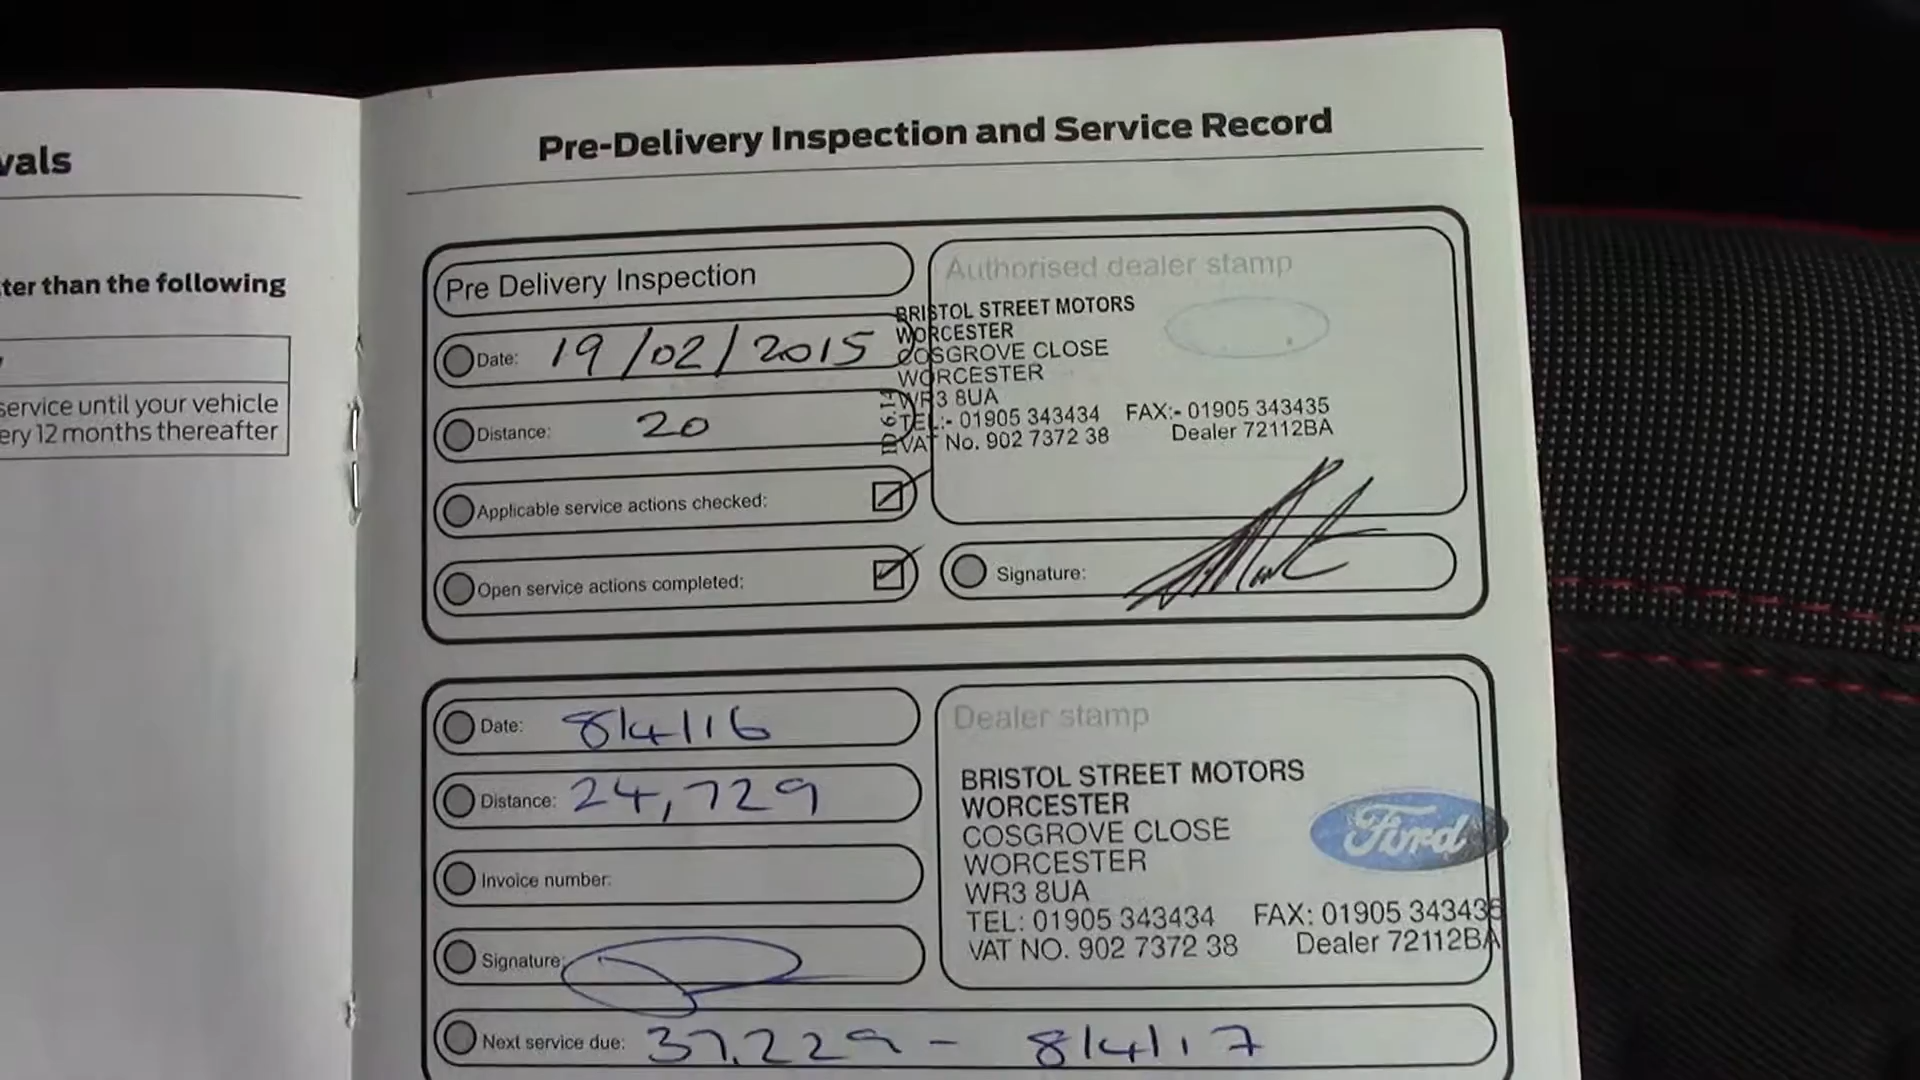 vals
ter than the following
service until your vehicle
ery 12 months thereafter
Pre-Delivery Inspection and Service Record
Pre Delivery Inspection
Date: 19/02/2015
Distance: 20
Applicable service actions checked:
Open service actions completed:
Authorised dealer stamp
BRISTOL STREET MOTORS
WORCESTER
COSGROVE CLOSE
WORCESTER
WR3 8UA
TEL:- 01905 343434 FAX:- 01905 343435
VAT No. 902 7372 38 Dealer 72112BA
Signature:
Date: 8/4/16
Distance: 24,729
Invoice number:
Signature:
Dealer stamp
BRISTOL STREET MOTORS
WORCESTER
COSGROVE CLOSE
WORCESTER
WR3 8UA
TEL: 01905 343434 FAX: 01905 343435
VAT NO. 902 7372 38 Dealer 72112BA
Ford
Next service due: 37,229 - 8/4/17